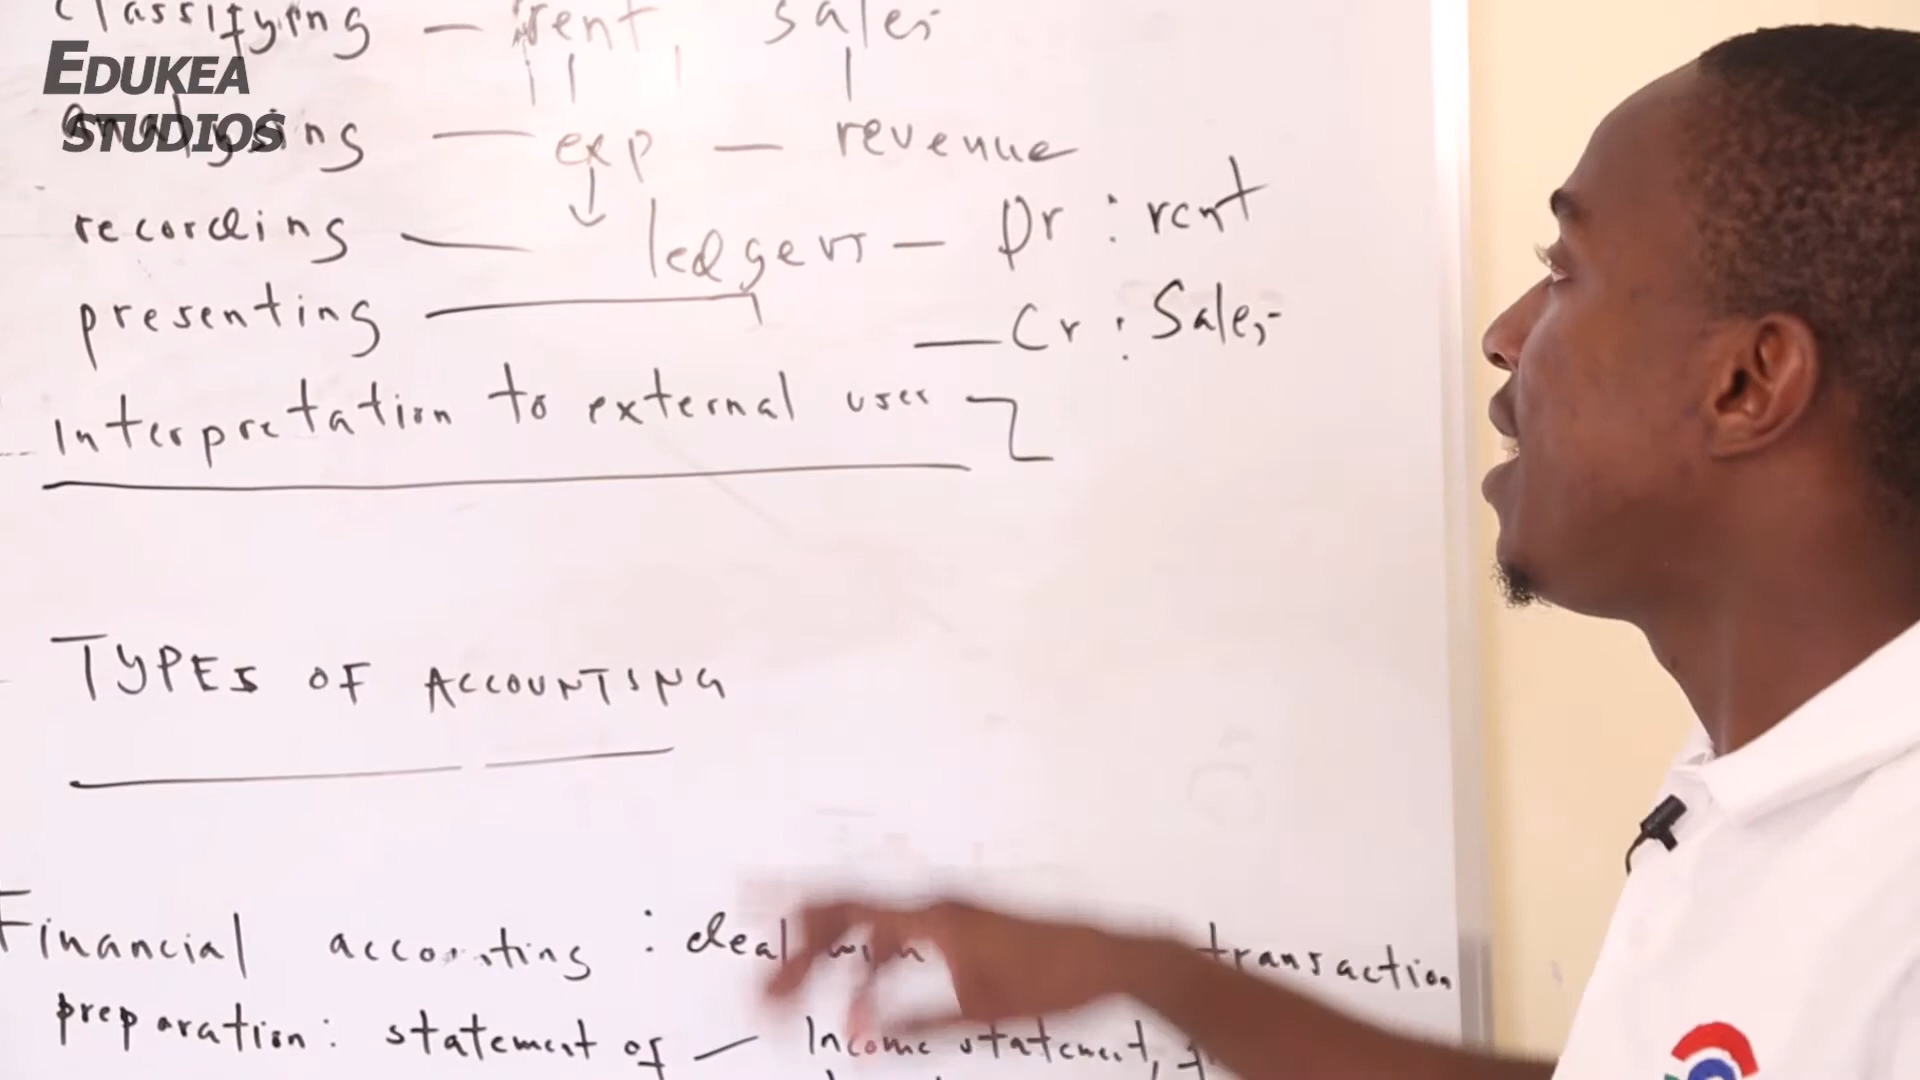 classifying — rent, sales
EDUKEA
STUDIOS
analysing — exp — revenue
recording — ledgers — Dr : rent
presenting — Cr : Sales
Interpretation to external user
TYPES OF ACCOUNTING
Financial accounting : deal with transaction
preparation : statement of — Income statement,